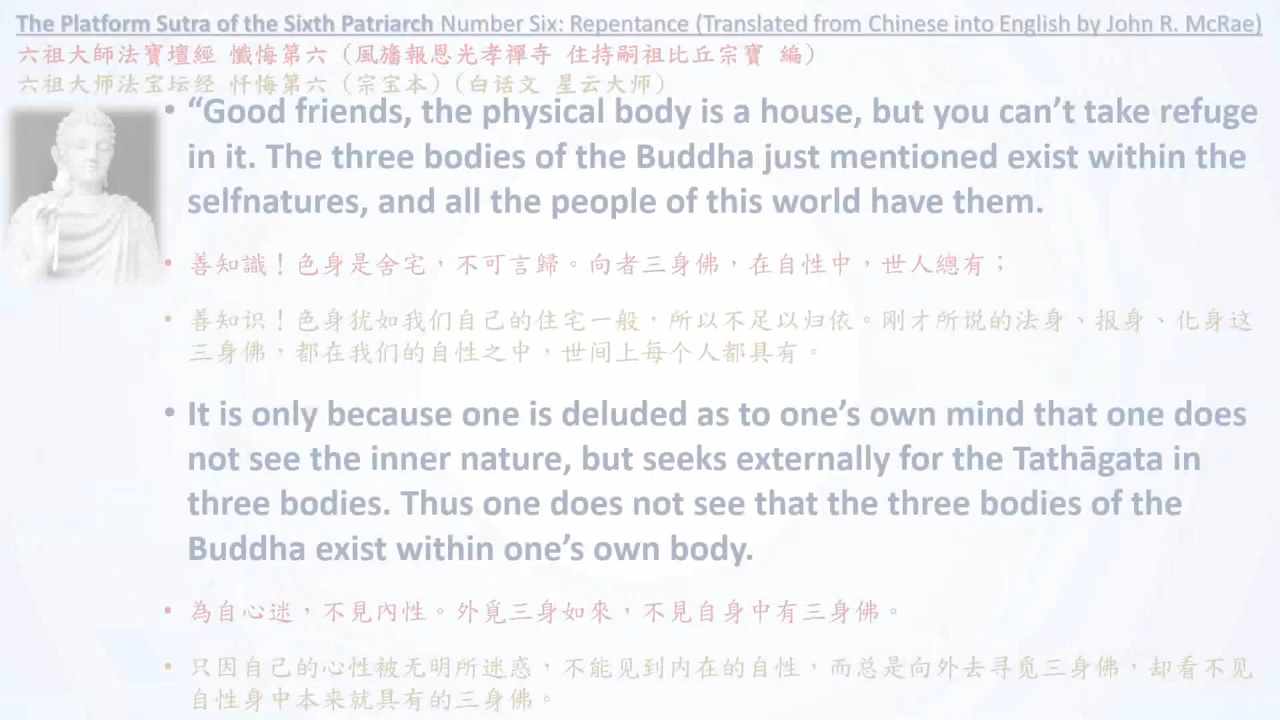 The Platform Sutra of the Sixth Patriarch Number Six: Repentance (Translated from Chinese into English by John R. McRae)
六祖大師法寶壇經 懺悔第六 (風旛報恩光孝禪寺 住持嗣祖比丘宗寶 編)
六祖大师法宝坛经 忏悔第六 (宗宝本) (白话文 星云大师)
• “Good friends, the physical body is a house, but you can’t take refuge
in it. The three bodies of the Buddha just mentioned exist within the
selfnatures, and all the people of this world have them.
• 善知識！色身是舍宅，不可言歸。向者三身佛，在自性中，世人總有；
• 善知识！色身犹如我们自己的住宅一般，所以不足以归依。刚才所说的法身、报身、化身这
三身佛，都在我们的自性之中，世间上每个人都具有。
• It is only because one is deluded as to one’s own mind that one does
not see the inner nature, but seeks externally for the Tathāgata in
three bodies. Thus one does not see that the three bodies of the
Buddha exist within one’s own body.
• 為自心迷，不見內性。外覓三身如來，不見自身中有三身佛。
• 只因自己的心性被无明所迷惑，不能见到内在的自性，而总是向外去寻觅三身佛，却看不见
自性身中本来就具有的三身佛。